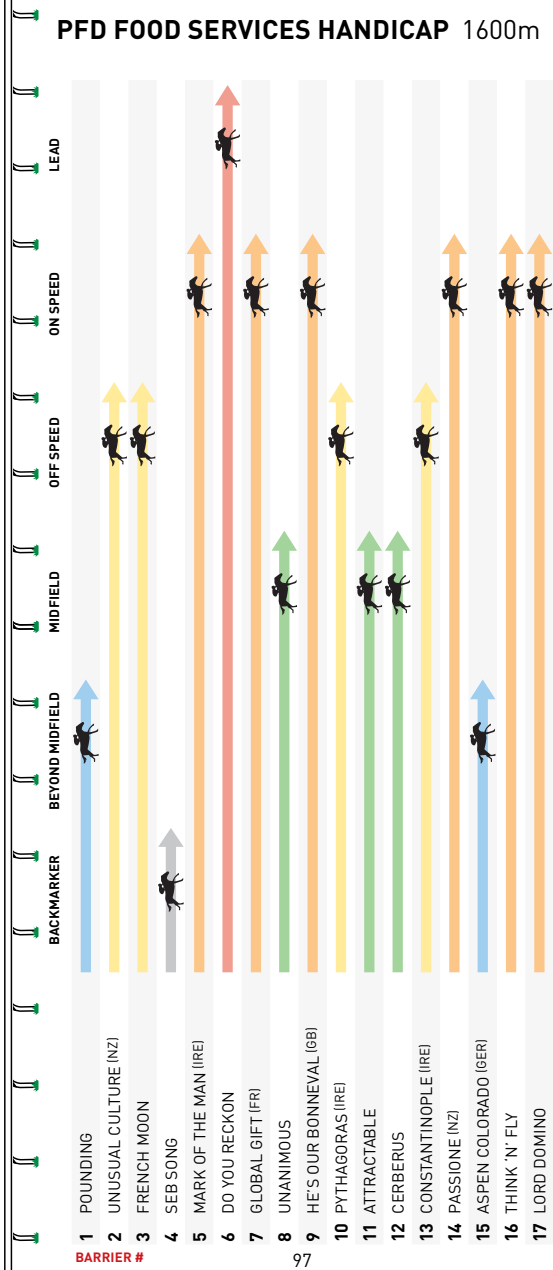 PFD FOOD SERVICES HANDICAP 1600m
LEAD
ON SPEED
OFF SPEED
MIDFIELD
BEYOND MIDFIELD
BACKMARKER
1 POUNDING
2 UNUSUAL CULTURE (NZ)
3 FRENCH MOON
4 SEB SONG
5 MARK OF THE MAN (IRE)
6 DO YOU RECKON
7 GLOBAL GIFT (FR)
8 UNANIMOUS
9 HE'S OUR BONNEVAL (GB)
10 PYTHAGORAS (IRE)
11 ATTRACTABLE
12 CERBERUS
13 CONSTANTINOPLE (IRE)
14 PASSIONE (NZ)
15 ASPEN COLORADO (GER)
16 THINK 'N' FLY
17 LORD DOMINO
BARRIER #
97